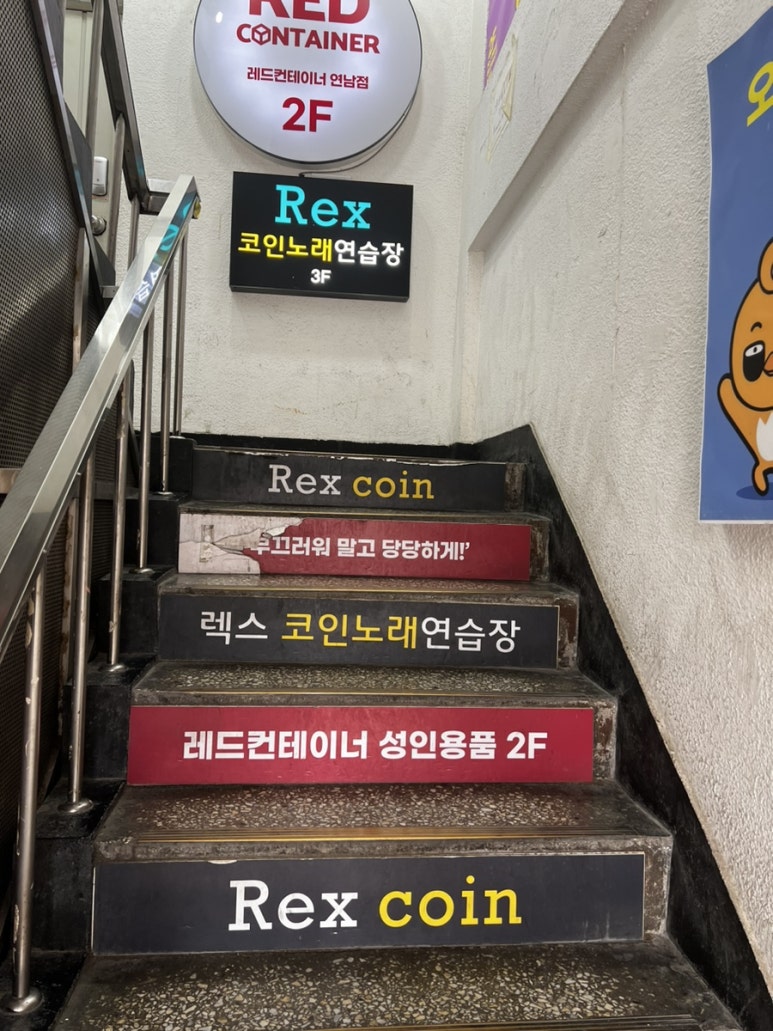 RED
CONTAINER
레드컨테이너 연남점
2F
Rex
코인노래연습장
3F
Rex coin
부끄러워 말고 당당하게!'
렉스 코인노래연습장
레드컨테이너 성인용품 2F
Rex coin